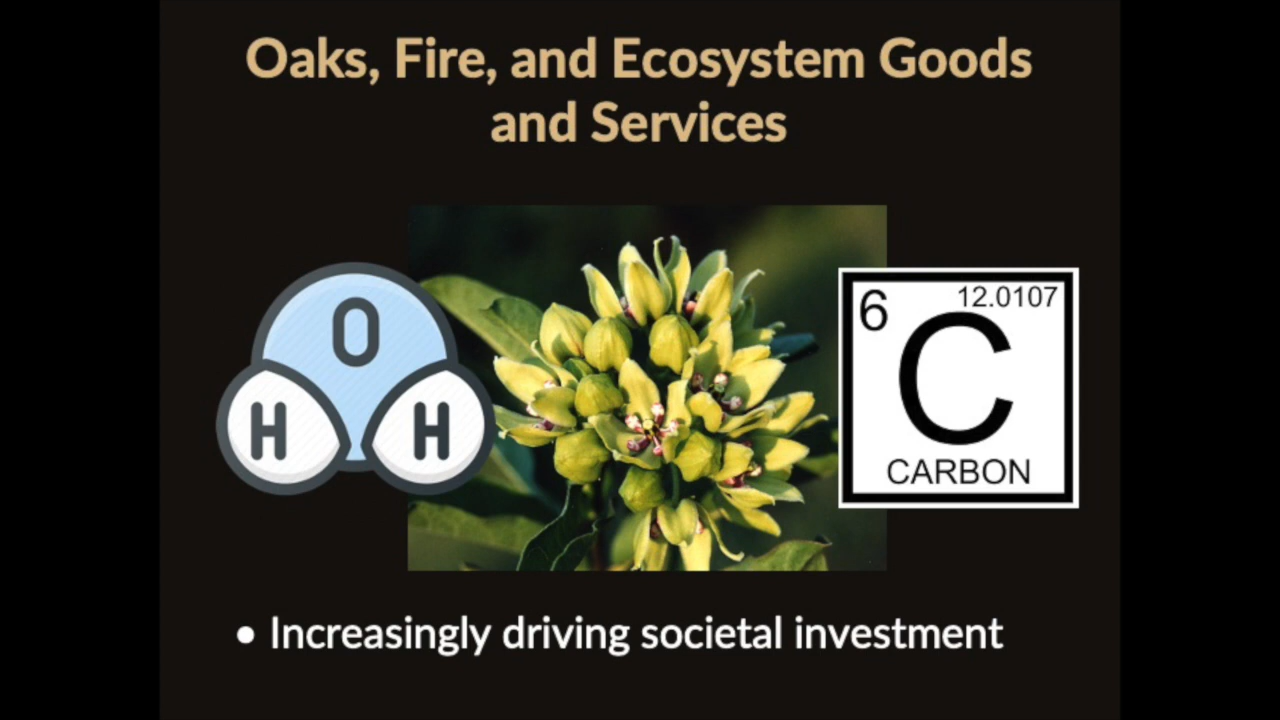 Oaks, Fire, and Ecosystem Goods
and Services
O
H H
6 12.0107
C
CARBON
• Increasingly driving societal investment